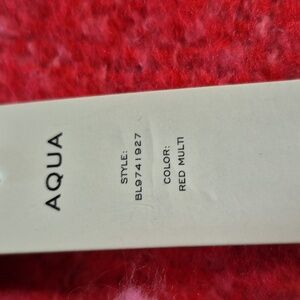 AQUA
STYLE:
BL9741927
COLOR:
RED MULTI